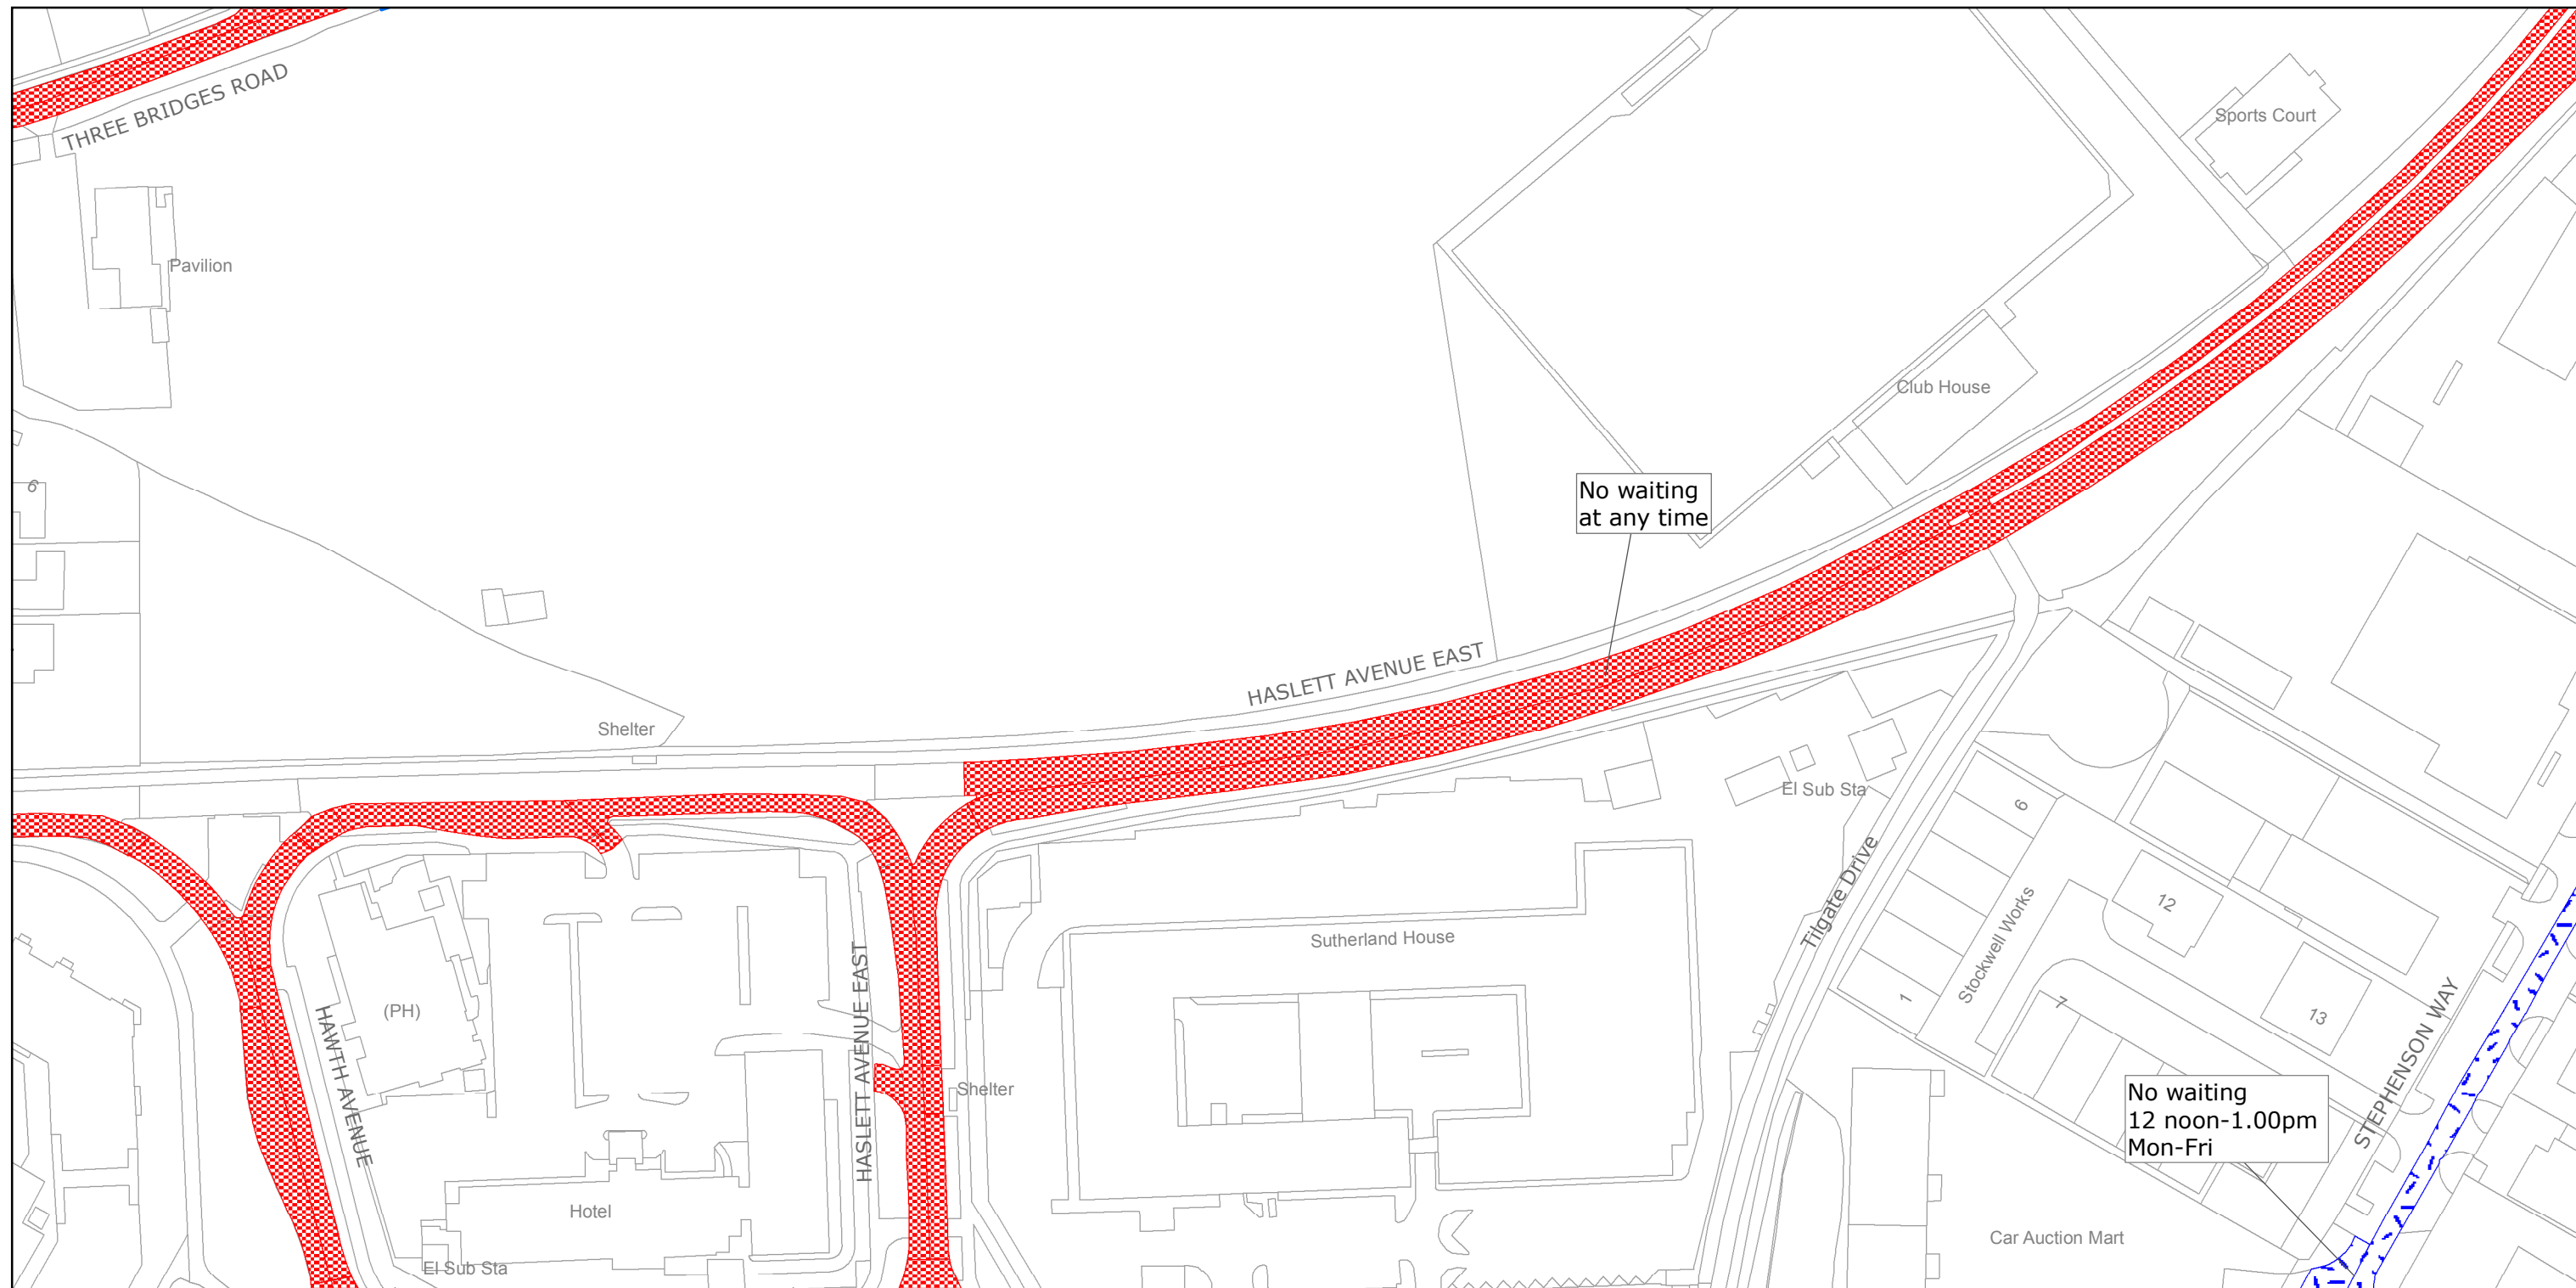 THREE BRIDGES ROAD
Sports Court
Pavilion
Club House
6
No waiting
at any time
HASLETT AVENUE EAST
Shelter
El Sub Sta
6
Tilgate Drive
12
Stockwell Works
Sutherland House
1
7
13
(PH)
HAWTH AVENUE
HASLETT AVENUE EAST
Shelter
STEPHENSON WAY
No waiting
12 noon-1.00pm
Mon-Fri
Hotel
Car Auction Mart
El Sub Sta